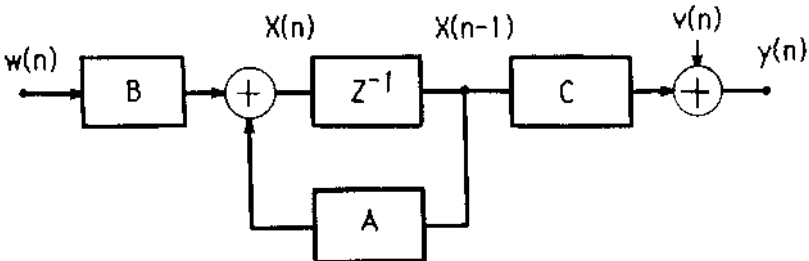 X(n) X(n-1) v(n)
w(n) y(n)
B + Z⁻¹ C +
A